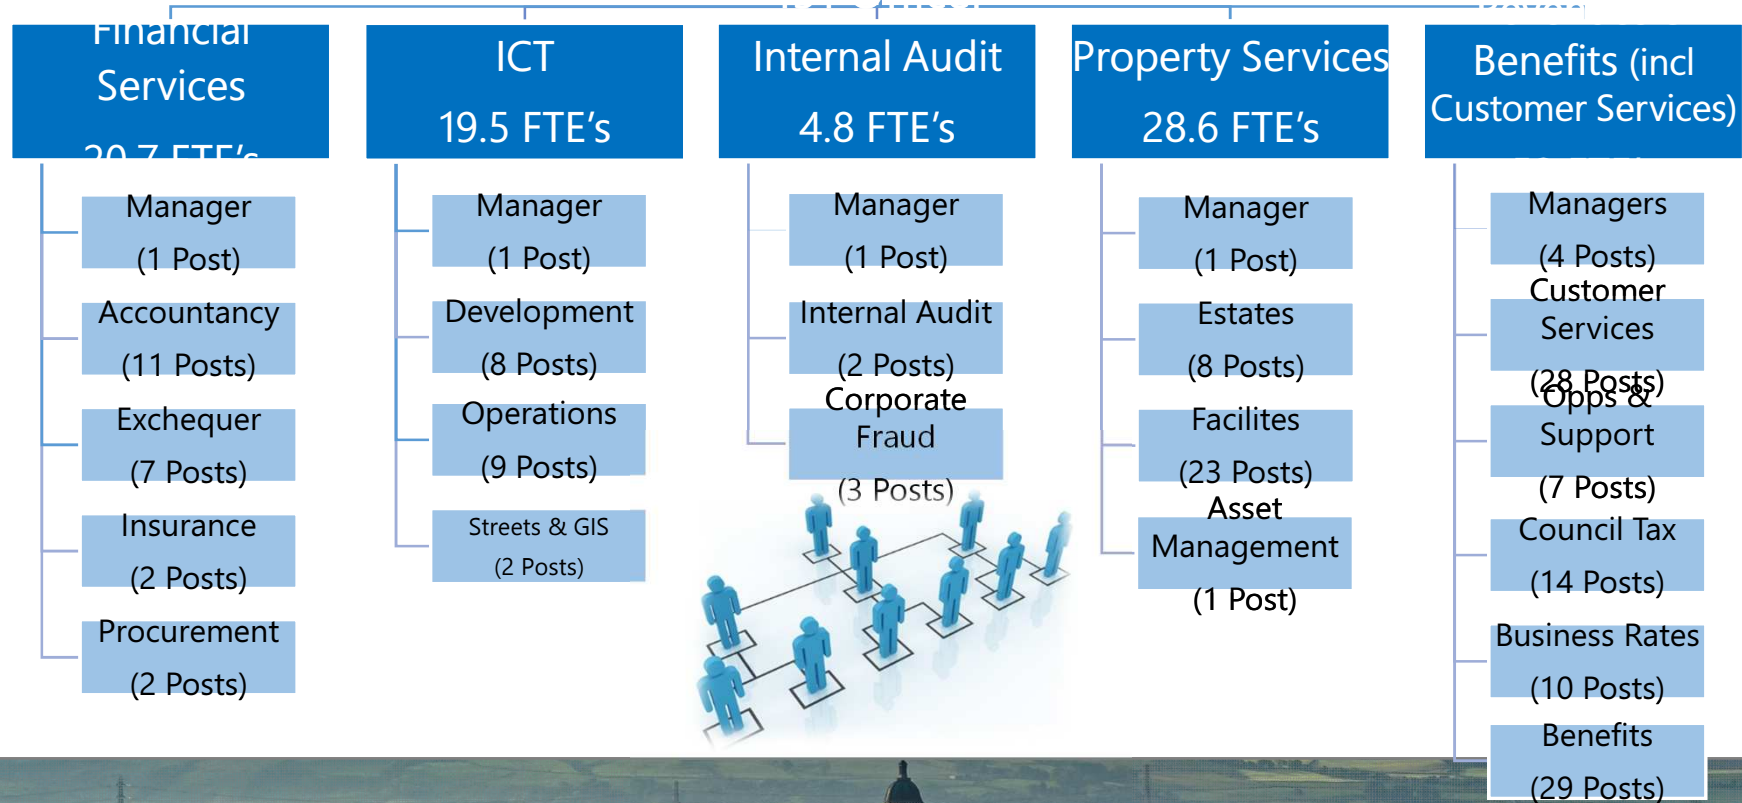 Financial
Services
20.7 FTE's
Manager
(1 Post)
Accountancy
(11 Posts)
Exchequer
(7 Posts)
Insurance
(2 Posts)
Procurement
(2 Posts)
ICT
19.5 FTE’s
Manager
(1 Post)
Development
(8 Posts)
Operations
(9 Posts)
Streets & GIS
(2 Posts)
Internal Audit
4.8 FTE’s
Manager
(1 Post)
Internal Audit
(2 Posts)
Corporate
Fraud
(3 Posts)
Property Services
28.6 FTE’s
Manager
(1 Post)
Estates
(8 Posts)
Facilites
(23 Posts)
Asset
Management
(1 Post)
Benefits (incl
Customer Services)
Managers
(4 Posts)
Customer
Services
(28 Posts)
Opps &
Support
(7 Posts)
Council Tax
(14 Posts)
Business Rates
(10 Posts)
Benefits
(29 Posts)